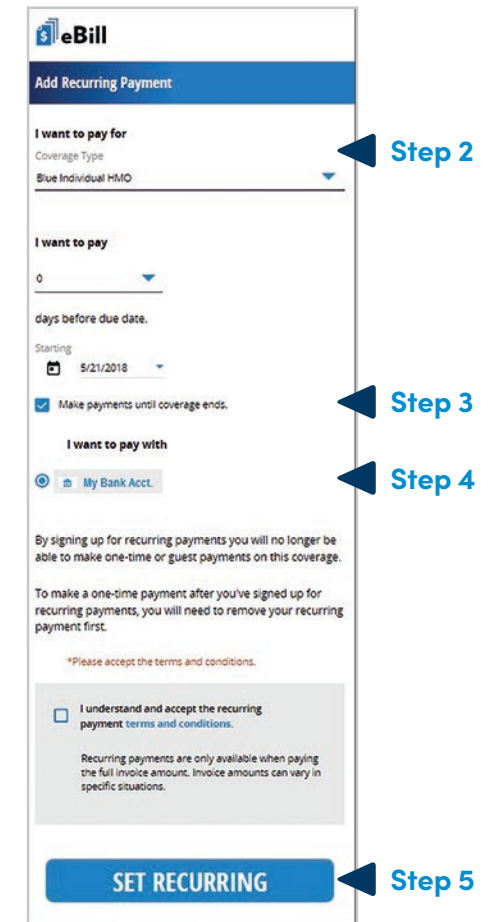 eBill
Add Recurring Payment
I want to pay for
Step 2
Coverage Type
Blue Individual HMO
I want to pay
0
days before due date.
Starting
5/21/2018
Make payments until coverage ends.
Step 3
I want to pay with
My Bank Acct.
Step 4
By signing up for recurring payments you will no longer be
able to make one-time or guest payments on this coverage.
To make a one-time payment after you've signed up for
recurring payments, you will need to remove your recurring
payment first.
*Please accept the terms and conditions.
I understand and accept the recurring
payment terms and conditions.
Recurring payments are only available when paying
the full invoice amount. Invoice amounts can vary in
specific situations.
SET RECURRING
Step 5